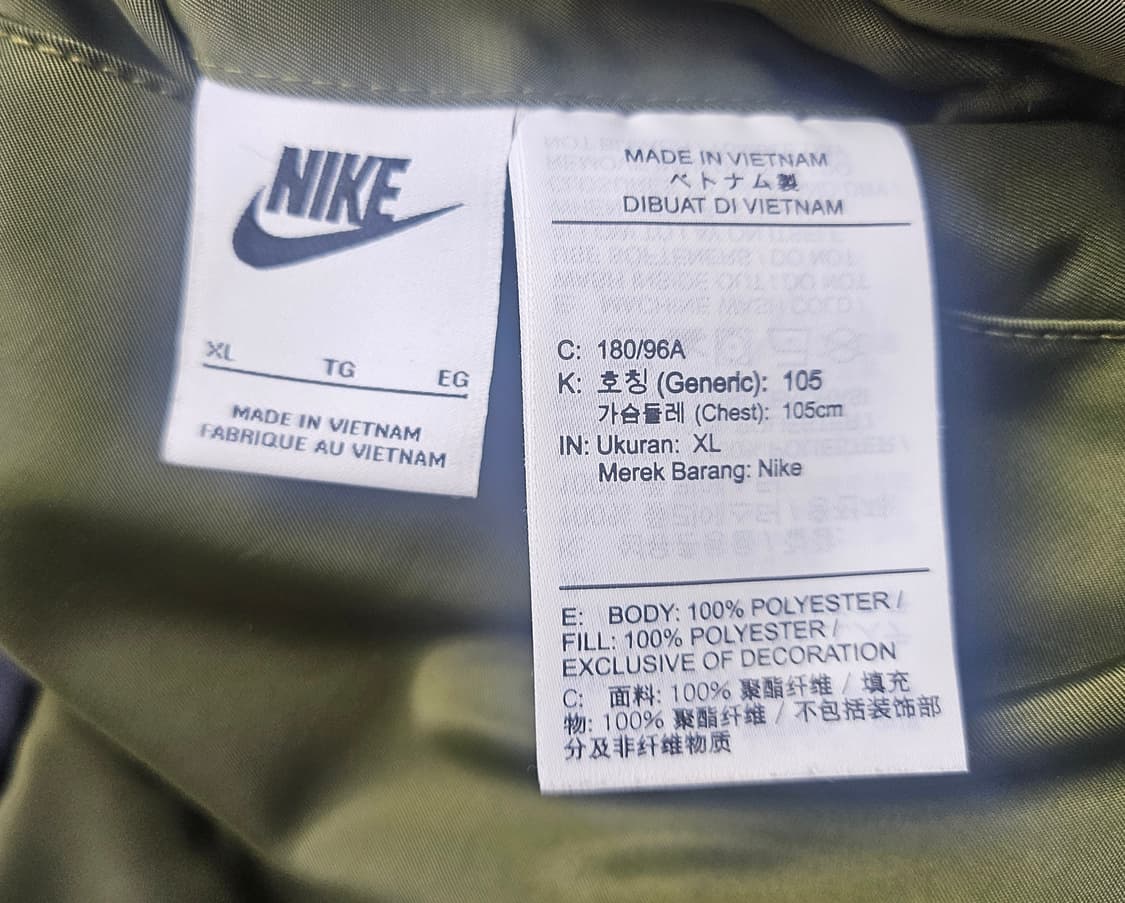 NIKE
XL
TG
EG
MADE IN VIETNAM
FABRIQUE AU VIETNAM
MADE IN VIETNAM
ベトナム製
DIBUAT DI VIETNAM
C: 180/96A
K: 호칭 (Generic): 105
가슴둘레 (Chest): 105cm
IN: Ukuran: XL
Merek Barang: Nike
E: BODY: 100% POLYESTER /
FILL: 100% POLYESTER /
EXCLUSIVE OF DECORATION
C: 面料: 100% 聚酯纤维 / 填充
物: 100% 聚酯纤维 / 不包括装饰部
分及非纤维物质